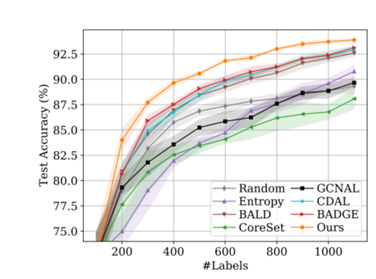 Test Accuracy (%)
92.5
90.0
87.5
85.0
82.5
80.0
77.5
75.0
200 400 600 800 1000
#Labels
Random
Entropy
BALD
CoreSet
GCNAL
CDAL
BADGE
Ours